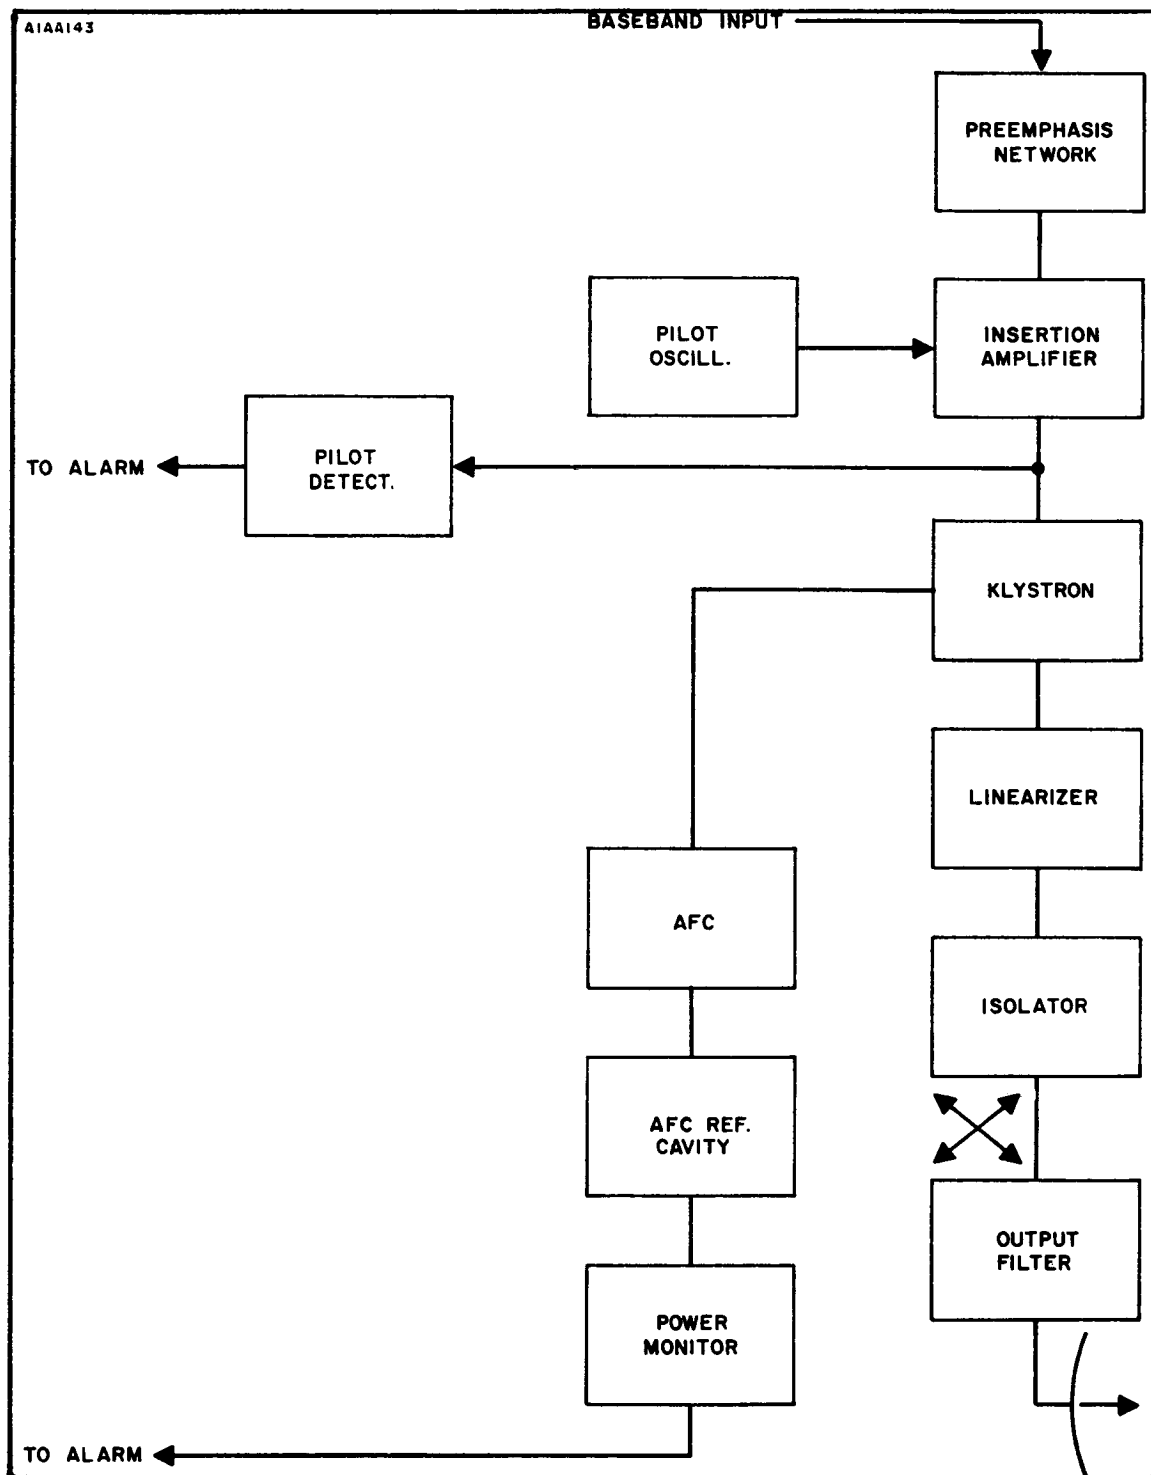 A1AA143
BASEBAND INPUT
PREEMPHASIS
NETWORK
PILOT
OSCILL.
INSERTION
AMPLIFIER
TO ALARM
PILOT
DETECT.
KLYSTRON
LINEARIZER
AFC
ISOLATOR
AFC REF.
CAVITY
OUTPUT
FILTER
POWER
MONITOR
TO ALARM